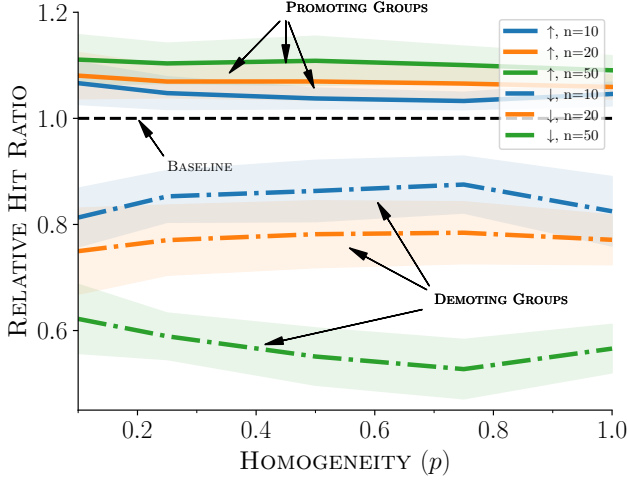 Promoting Groups
1.2
↑, n=10
↑, n=20
↑, n=50
↓, n=10
↓, n=20
↓, n=50
1.0
Baseline
0.8
Demoting Groups
0.6
Relative Hit Ratio
0.2 0.4 0.6 0.8 1.0
Homogeneity (p)